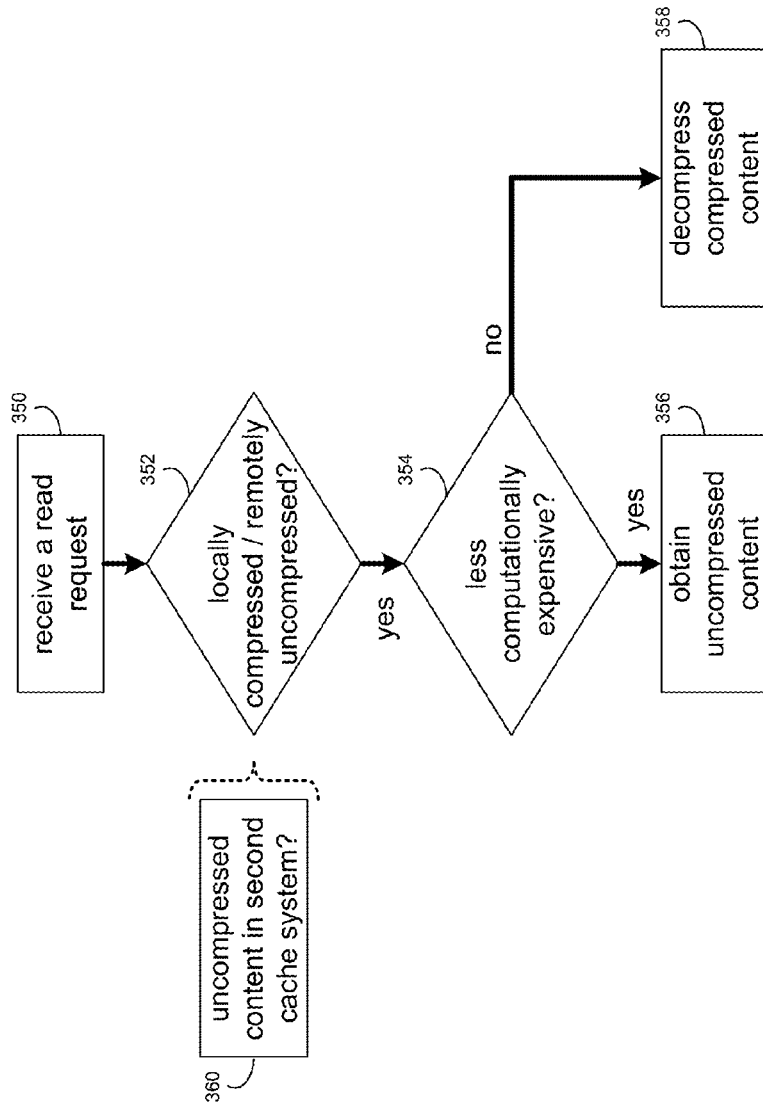 350
receive a read
request
352
locally
compressed / remotely
uncompressed?
360
uncompressed
content in second
cache system?
yes
354
less
computationally
expensive?
no
yes
356
obtain
uncompressed
content
358
decompress
compressed
content